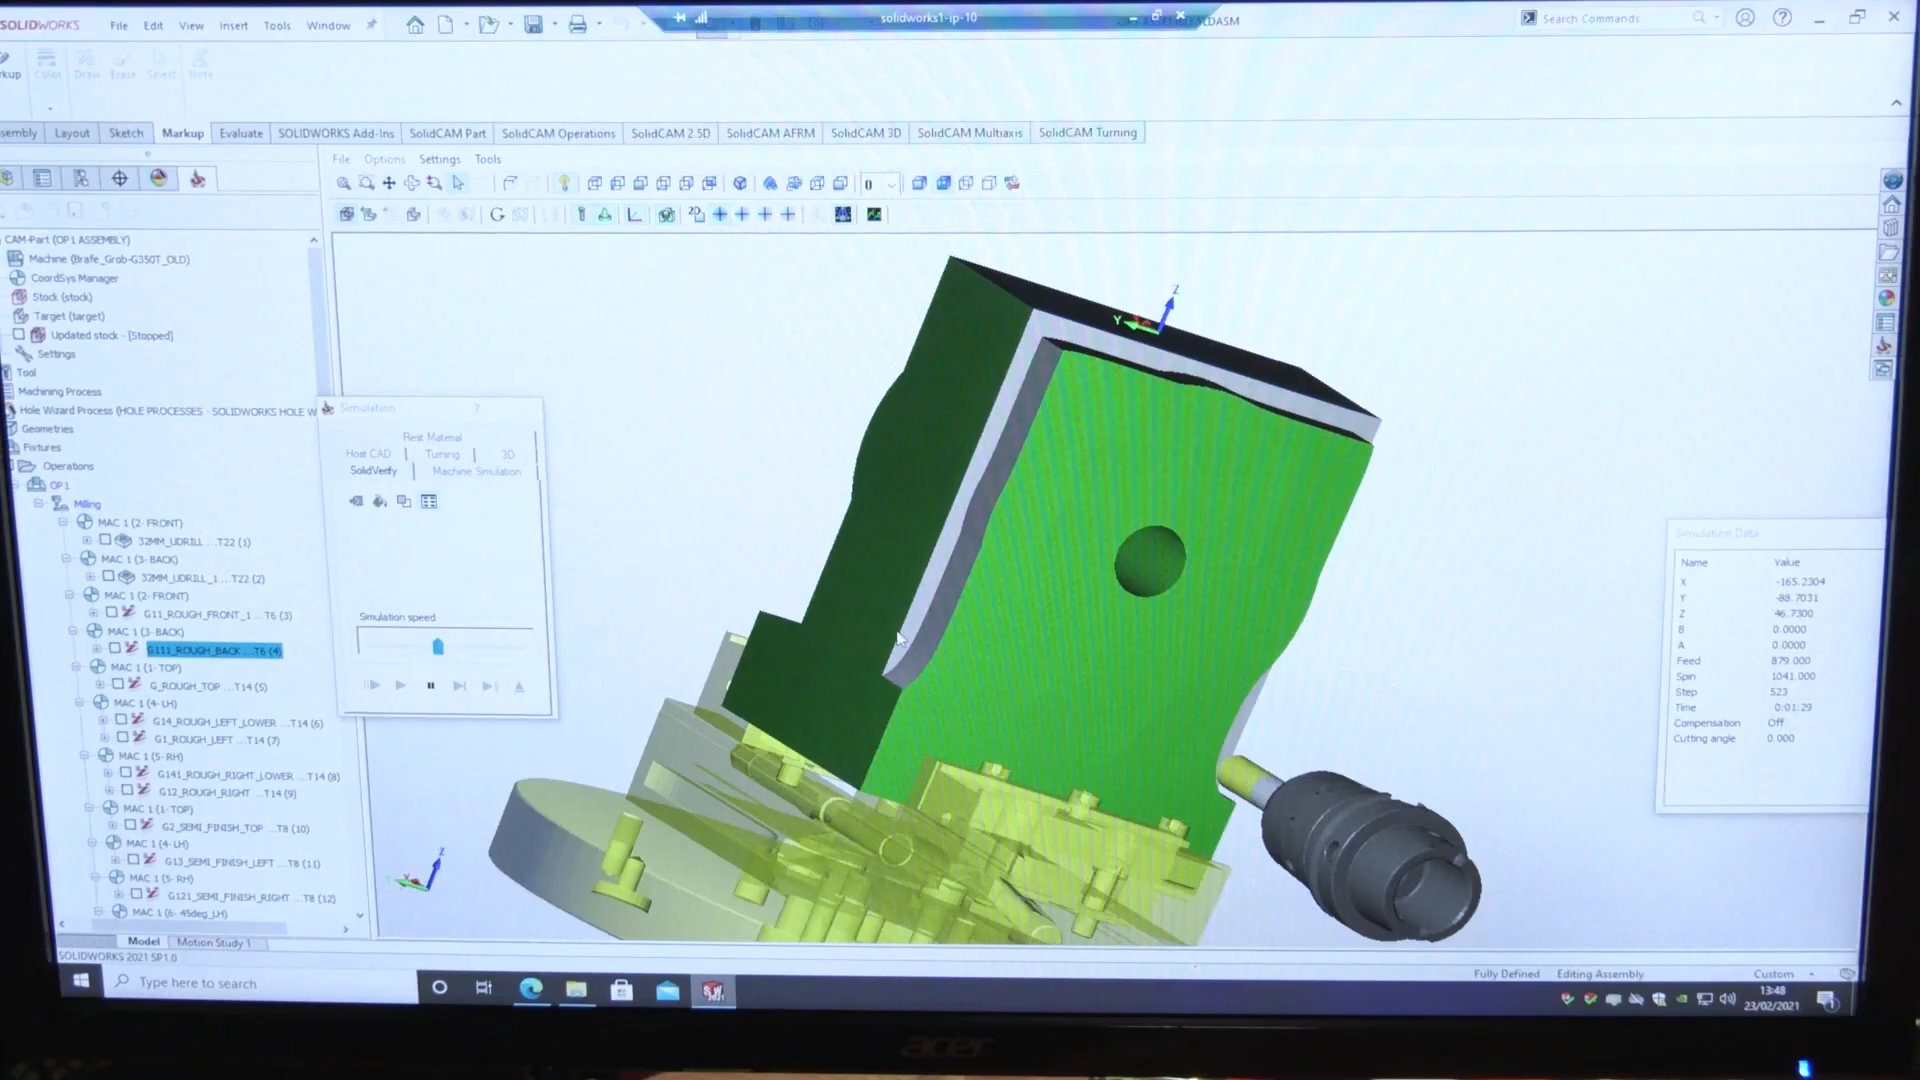 SOLIDWORKS File Edit View Insert Tools Window
solidworks1-ip-10
Search Commands
Color Draw Erase Select Note
Layout Sketch Markup Evaluate SOLIDWORKS Add-Ins SolidCAM Part SolidCAM Operations SolidCAM 2.5D SolidCAM AFRM SolidCAM 3D SolidCAM Multiaxis SolidCAM Turning
File Options Settings Tools
0
2D
CAM-Part (OP1 ASSEMBLY)
Machine (Brafe_Grob-G350T_OLD)
CoordSys Manager
Stock (stock)
Target (target)
Updated stock - [Stopped]
Settings
Tool
Machining Process
Hole Wizard Process (HOLE PROCESSES - SOLIDWORKS HOLE W
Geometries
Fixtures
Operations
OP1
Milling
MAC 1 (2- FRONT)
32MM_UDRILL ...T22 (1)
MAC 1 (3-BACK)
32MM_UDRILL_1 ...T22 (2)
MAC 1 (2-FRONT)
G11_ROUGH_FRONT_1 ...T6 (3)
MAC 1 (3-BACK)
G111_ROUGH_BACK ...T6 (4)
MAC 1 (1-TOP)
G_ROUGH_TOP ...T14 (5)
MAC 1 (4-LH)
G14_ROUGH_LEFT_LOWER ...T14 (6)
G1_ROUGH_LEFT ...T14 (7)
MAC 1 (5-RH)
G141_ROUGH_RIGHT_LOWER ...T14 (8)
G12_ROUGH_RIGHT ...T14 (9)
MAC 1 (1-TOP)
G2_SEMI_FINISH_TOP ...T8 (10)
MAC 1 (4-LH)
G13_SEMI_FINISH_LEFT ...T8 (11)
MAC 1 (5-RH)
G121_SEMI_FINISH_RIGHT ...T8 (12)
MAC 1 (6- 45deg_LH)
Simulation ?
Rest Material
Host CAD Turning 3D
SolidVerify Machine Simulation
Simulation speed
Z
Y
Z
Simulation Data
Name Value
X -165.2304
Y -88.7031
Z 46.7300
B 0.0000
A 0.0000
Feed 879.000
Spin 1041.000
Step 523
Time 0:01:29
Compensation Off
Cutting angle 0.000
Model Motion Study 1
SOLIDWORKS 2021 SP1.0
Fully Defined Editing Assembly Custom
Type here to search
13:48
23/02/2021
acer